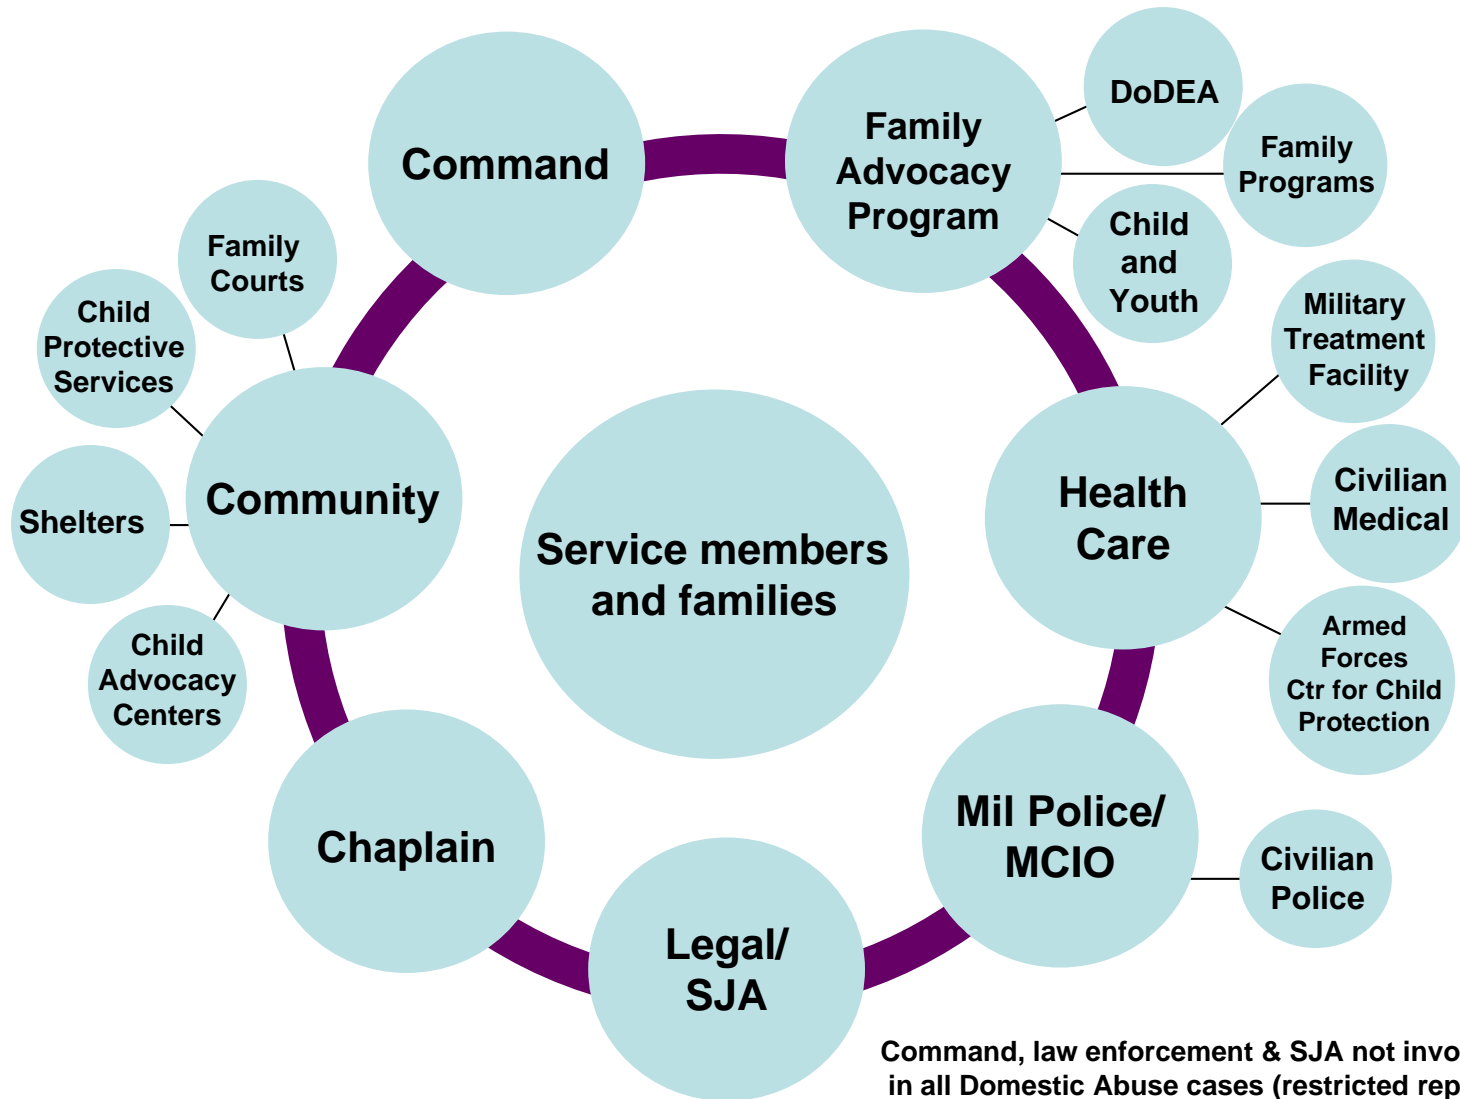 Command
Family
Advocacy
Program
DoDEA
Family
Programs
Child
and
Youth
Family
Courts
Child
Protective
Services
Shelters
Community
Child
Advocacy
Centers
Service members
and families
Health
Care
Military
Treatment
Facility
Civilian
Medical
Armed
Forces
Ctr for Child
Protection
Mil Police/
MCIO
Civilian
Police
Chaplain
Legal/
SJA
Command, law enforcement & SJA not
in all Domestic Abuse cases (restricted